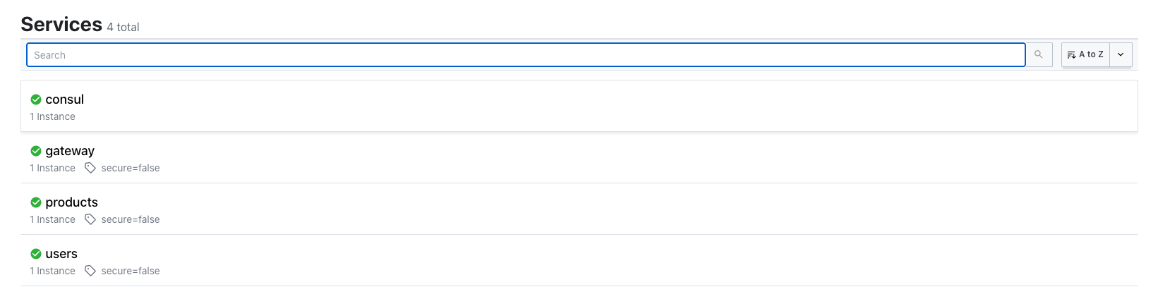 Services 4 total
Search
A to Z
consul
1 Instance
gateway
1 Instance secure=false
products
1 Instance secure=false
users
1 Instance secure=false